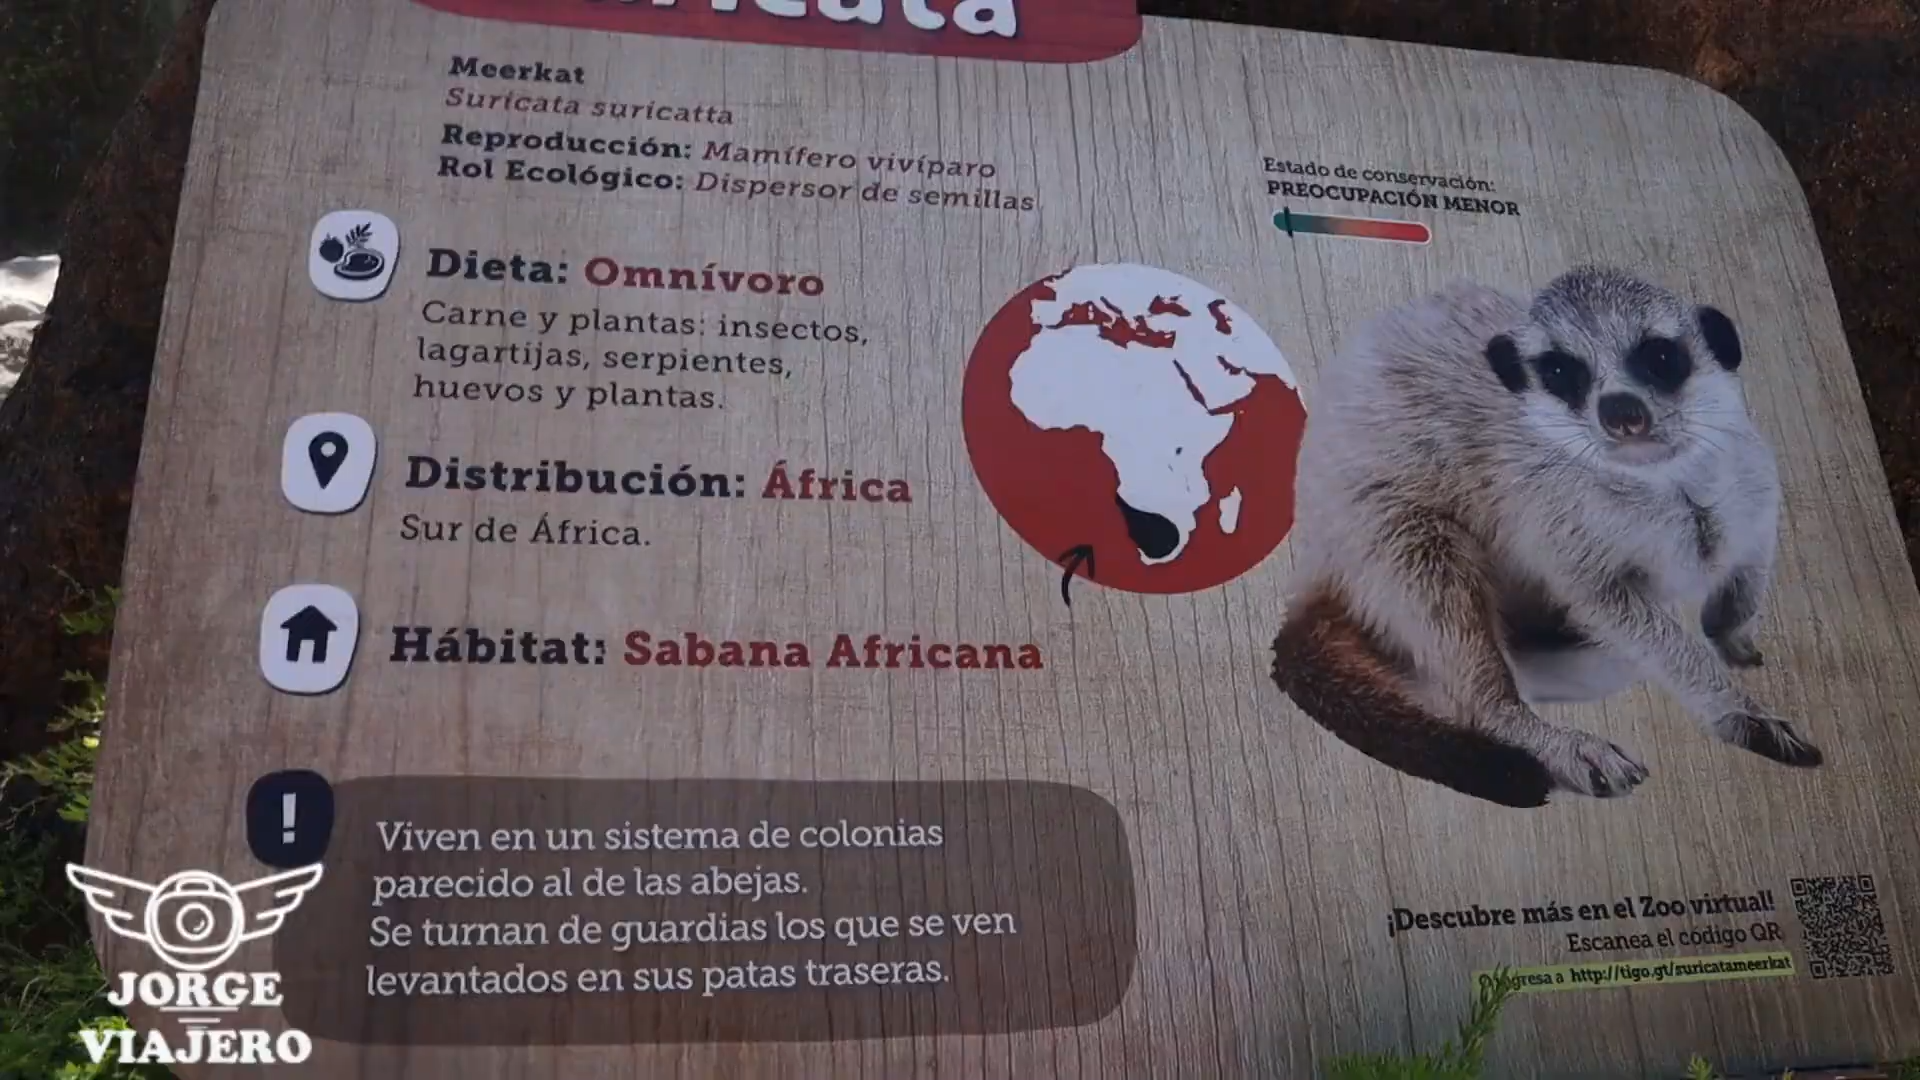 Meerkat
Suricata suricatta
Reproducción: Mamífero vivíparo
Rol Ecológico: Dispersor de semillas
Estado de conservación:
PREOCUPACIÓN MENOR
Dieta: Omnívoro
Carne y plantas: insectos,
lagartijas, serpientes,
huevos y plantas.
Distribución: África
Sur de África.
Hábitat: Sabana Africana
!
Viven en un sistema de colonias
parecido al de las abejas.
Se turnan de guardias los que se ven
levantados en sus patas traseras.
¡Descubre más en el Zoo virtual!
Escanea el código QR
a http://tigo.gt/suricatameerkat
JORGE
VIAJERO